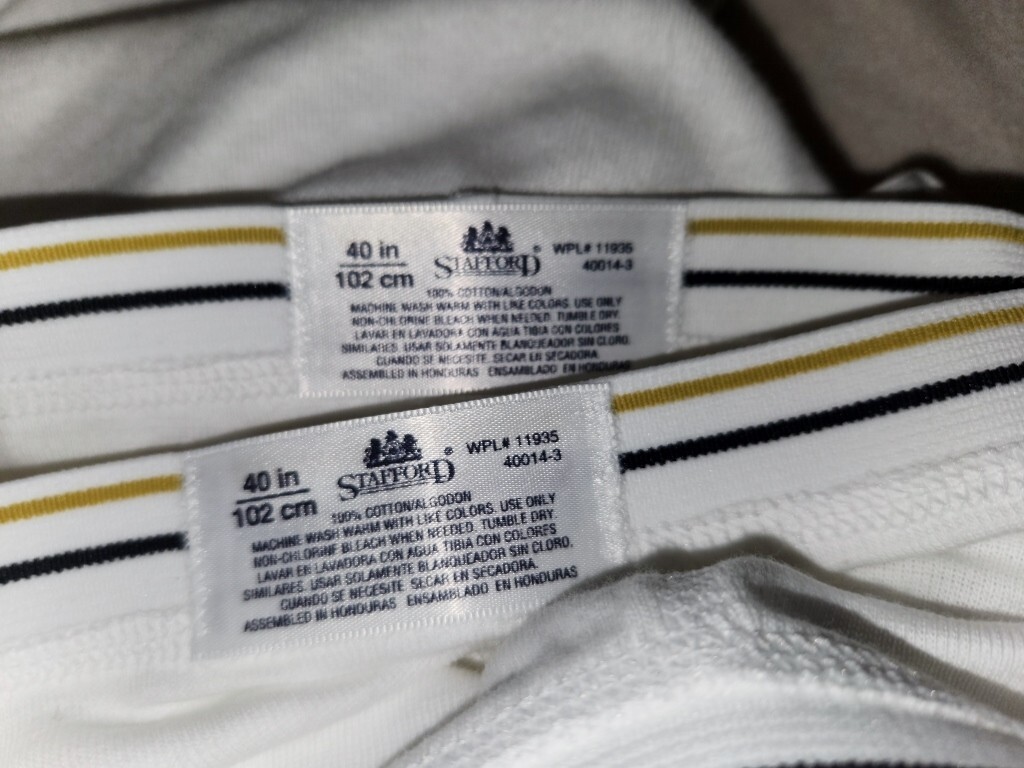 40 in
102 cm
STAFFORD®
WPL# 11935
40014-3
100% COTTON/ALGODON
MACHINE WASH WARM WITH LIKE COLORS. USE ONLY
NON-CHLORINE BLEACH WHEN NEEDED. TUMBLE DRY.
LAVAR EN LAVADORA CON AGUA TIBIA CON COLORES
SIMILARES. USAR SOLAMENTE BLANQUEADOR SIN CLORO.
CUANDO SE NECESITE. SECAR EN SECADORA.
ASSEMBLED IN HONDURAS ENSAMBLADO EN HONDURAS
40 in
102 cm
STAFFORD®
WPL# 11935
40014-3
100% COTTON/ALGODON
MACHINE WASH WARM WITH LIKE COLORS. USE ONLY
NON-CHLORINE BLEACH WHEN NEEDED. TUMBLE DRY.
LAVAR EN LAVADORA CON AGUA TIBIA CON COLORES
SIMILARES. USAR SOLAMENTE BLANQUEADOR SIN CLORO.
CUANDO SE NECESITE. SECAR EN SECADORA.
ASSEMBLED IN HONDURAS ENSAMBLADO EN HONDURAS